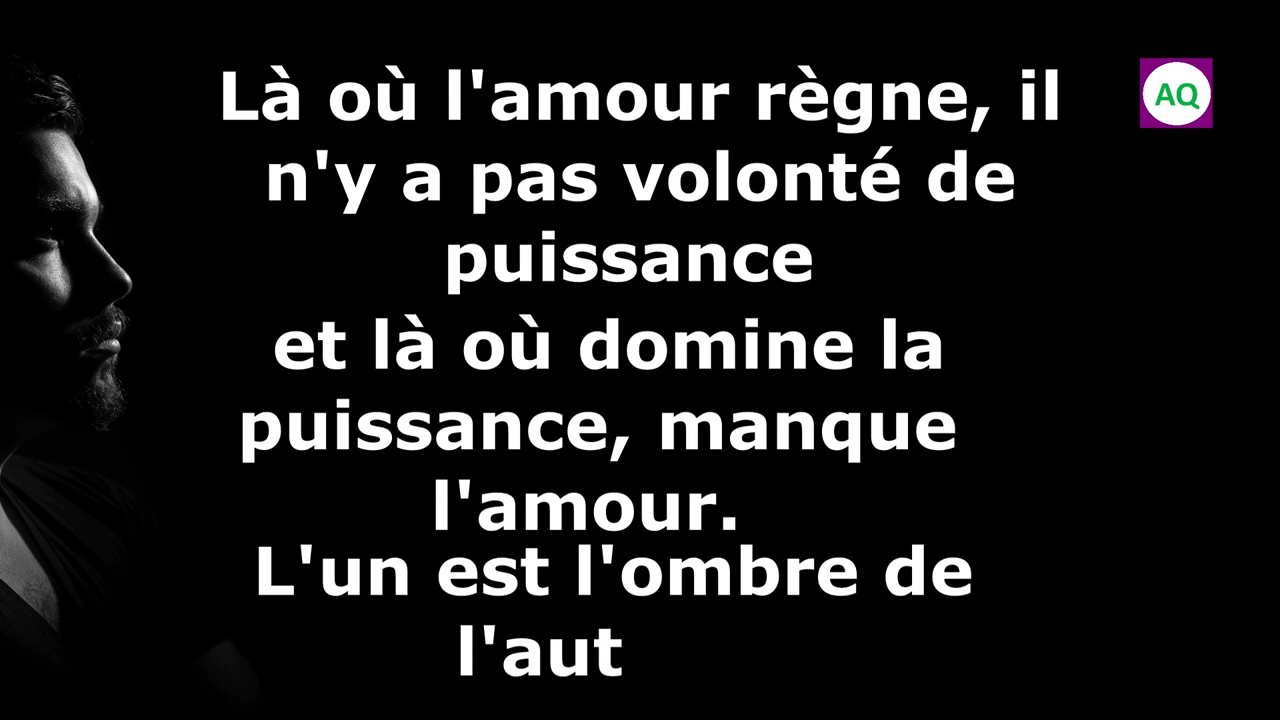 Là où l'amour règne, il
n'y a pas volonté de
puissance
et là où domine la
puissance, manque
l'amour.
L'un est l'ombre de
l'aut
AQ